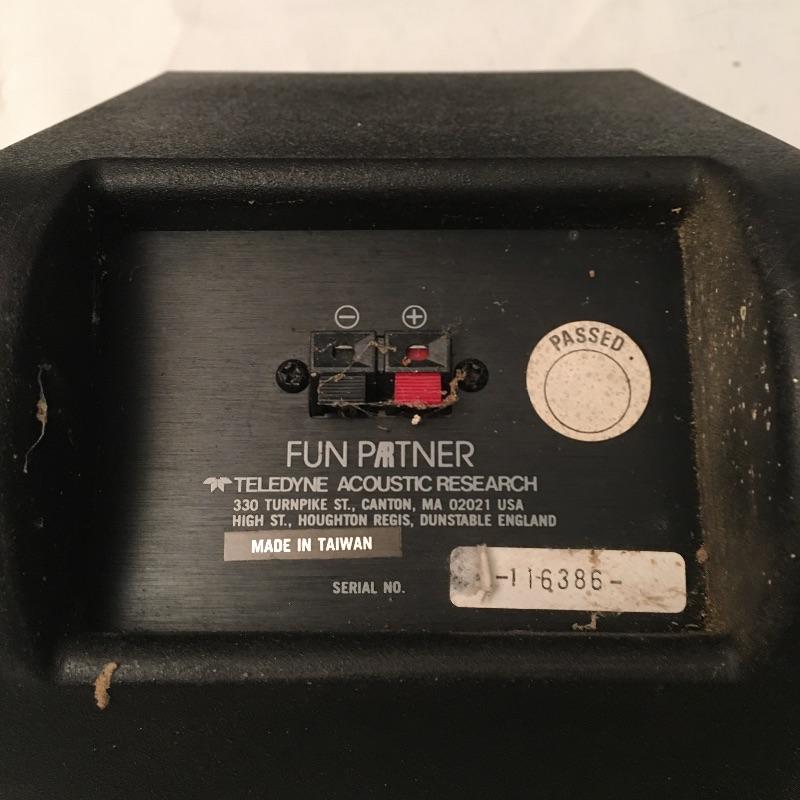 ⊖ ⊕
PASSED
FUN PARTNER
TELEDYNE ACOUSTIC RESEARCH
330 TURNPIKE ST., CANTON, MA 02021 USA
HIGH ST., HOUGHTON REGIS, DUNSTABLE ENGLAND
MADE IN TAIWAN
SERIAL NO. -116386-